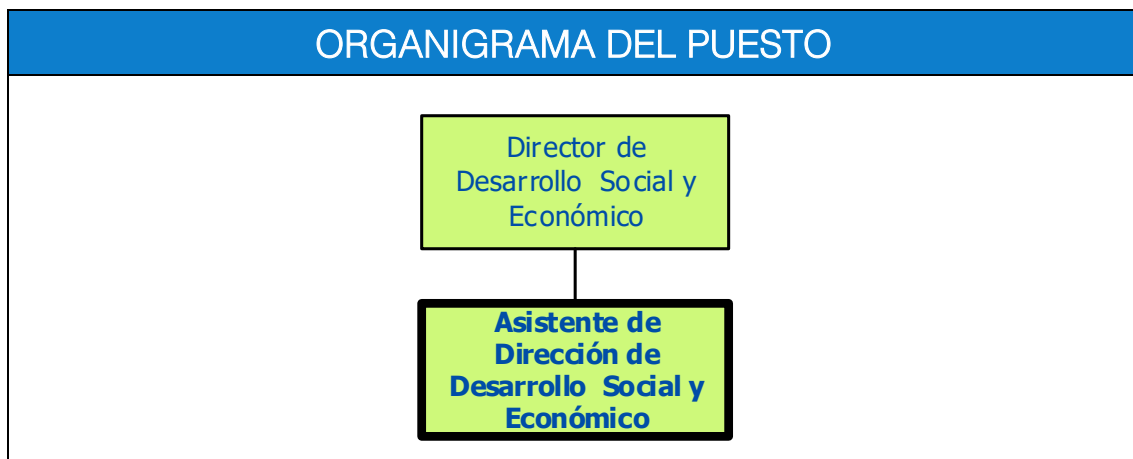 ORGANIGRAMA DEL PUESTO
Director de
Desarrollo Social y
Económico
Asistente de
Dirección de
Desarrollo Social y
Económico